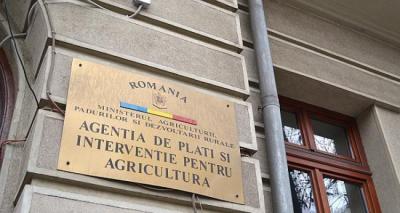 ROMANIA
MINISTERUL AGRICULTURII,
PADURILOR SI DEZVOLTARII RURALE
AGENTIA DE PLATI SI
INTERVENTIE PENTRU
AGRICULTURA